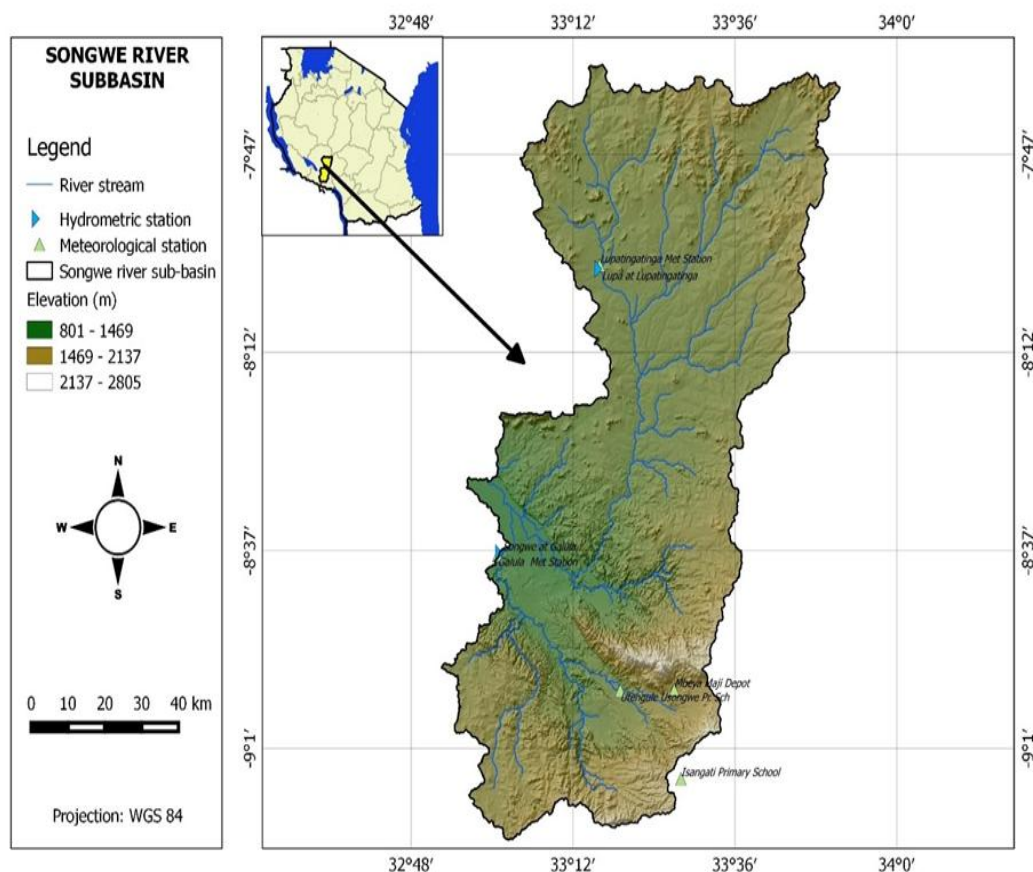 SONGWE RIVER
SUBBASIN
Legend
River stream
Hydrometric station
Meteorological station
Songwe river sub-basin
Elevation (m)
801 - 1469
1469 - 2137
2137 - 2805
N
W E
S
0 10 20 30 40 km
Projection: WGS 84
32°48' 33°12' 33°36' 34°0'
-7°47' -7°47'
Lupatingatinga Met Station
Lupa at Lupatingatinga
-8°12' -8°12'
-8°37' -8°37'
Songwe at Galula
Galula Met Station
Mbeya Maji Depot
Utengule Usongwe Pr Sch
-9°1' -9°1'
Isangati Primary School
32°48' 33°12' 33°36' 34°0'